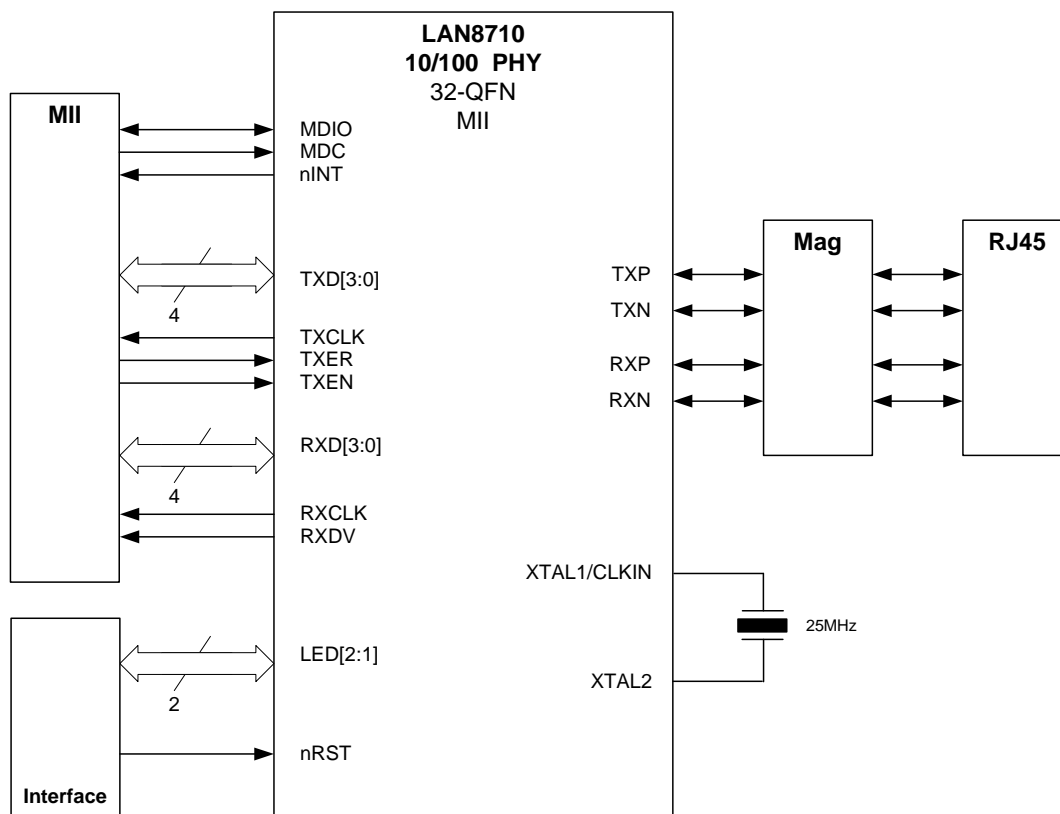 LAN8710
10/100 PHY
32-QFN
MII
MII
MDIO
MDC
nINT
TXD[3:0]
4
TXCLK
TXER
TXEN
RXD[3:0]
4
RXCLK
RXDV
Mag
RJ45
TXP
TXN
RXP
RXN
XTAL1/CLKIN
25MHz
XTAL2
LED[2:1]
2
nRST
Interface